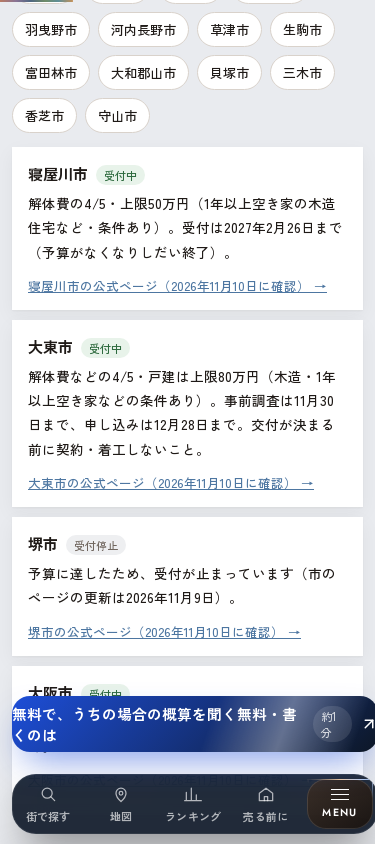 羽曳野市 河内長野市 草津市 生駒市
富田林市 大和郡山市 貝塚市 三木市
香芝市 守山市
寝屋川市 受付中
解体費の4/5・上限50万円（1年以上空き家の木造
住宅など・条件あり）。受付は2027年2月26日まで
（予算がなくなりしだい終了）。
寝屋川市の公式ページ（2026年11月10日に確認） →
大東市 受付中
解体費などの4/5・戸建は上限80万円（木造・1年
以上空き家などの条件あり）。事前調査は11月30
日まで、申し込みは12月28日まで。交付が決まる
前に契約・着工しないこと。
大東市の公式ページ（2026年11月10日に確認） →
堺市 受付停止
予算に達したため、受付が止まっています（市の
ページの更新は2026年11月9日）。
堺市の公式ページ（2026年11月10日に確認） →
大阪市 受付中
無料で、うちの場合の概算を聞く無料・書
くのは
約1
分
街で探す 地図 ランキング 売る前に MENU